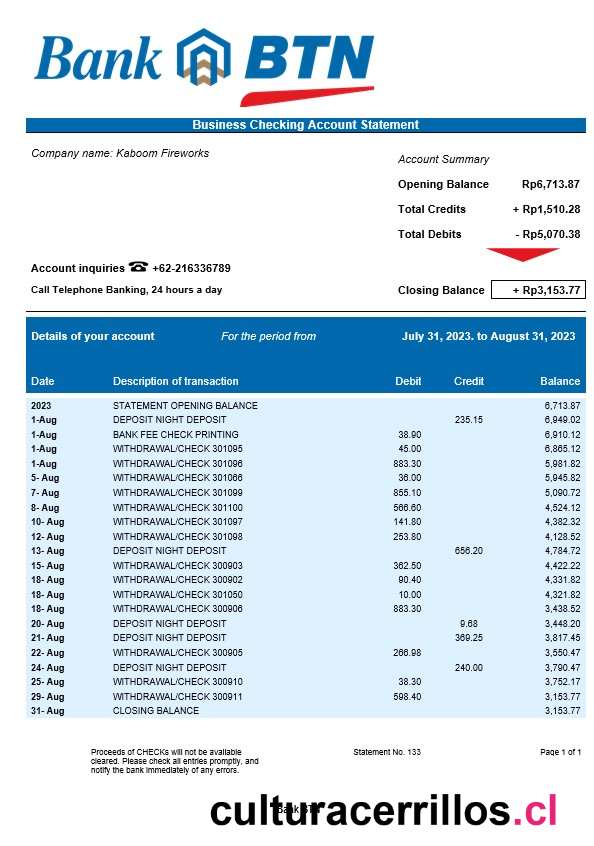 Bank BTN
Business Checking Account Statement
Company name: Kaboom Fireworks
Account Summary
Opening Balance Rp6,713.87
Total Credits + Rp1,510.28
Total Debits - Rp5,070.38
Account inquiries ☎ +62-216336789
Call Telephone Banking, 24 hours a day
Closing Balance + Rp3,153.77
Details of your account For the period from July 31, 2023. to August 31, 2023
Date Description of transaction Debit Credit Balance
2023 STATEMENT OPENING BALANCE 6,713.87
1-Aug DEPOSIT NIGHT DEPOSIT 235.15 6,949.02
1-Aug BANK FEE CHECK PRINTING 38.90 6,910.12
1-Aug WITHDRAWAL/CHECK 301095 45.00 6,865.12
1-Aug WITHDRAWAL/CHECK 301096 883.30 5,981.82
5- Aug WITHDRAWAL/CHECK 301066 36.00 5,945.82
7- Aug WITHDRAWAL/CHECK 301099 855.10 5,090.72
8- Aug WITHDRAWAL/CHECK 301100 566.60 4,524.12
10- Aug WITHDRAWAL/CHECK 301097 141.80 4,382.32
12- Aug WITHDRAWAL/CHECK 301098 253.80 4,128.52
13- Aug DEPOSIT NIGHT DEPOSIT 656.20 4,784.72
15- Aug WITHDRAWAL/CHECK 300903 362.50 4,422.22
18- Aug WITHDRAWAL/CHECK 300902 90.40 4,331.82
18- Aug WITHDRAWAL/CHECK 301050 10.00 4,321.82
18- Aug WITHDRAWAL/CHECK 300906 883.30 3,438.52
20- Aug DEPOSIT NIGHT DEPOSIT 9.68 3,448.20
21- Aug DEPOSIT NIGHT DEPOSIT 369.25 3,817.45
22- Aug WITHDRAWAL/CHECK 300905 266.98 3,550.47
24- Aug DEPOSIT NIGHT DEPOSIT 240.00 3,790.47
25- Aug WITHDRAWAL/CHECK 300910 38.30 3,752.17
29- Aug WITHDRAWAL/CHECK 300911 598.40 3,153.77
31- Aug CLOSING BALANCE 3,153.77
Proceeds of CHECKs will not be available Statement No. 133 Page 1 of 1
cleared. Please check all entries promptly, and
notify the bank immediately of any errors.
Bank BTN
culturacerrillos.cl